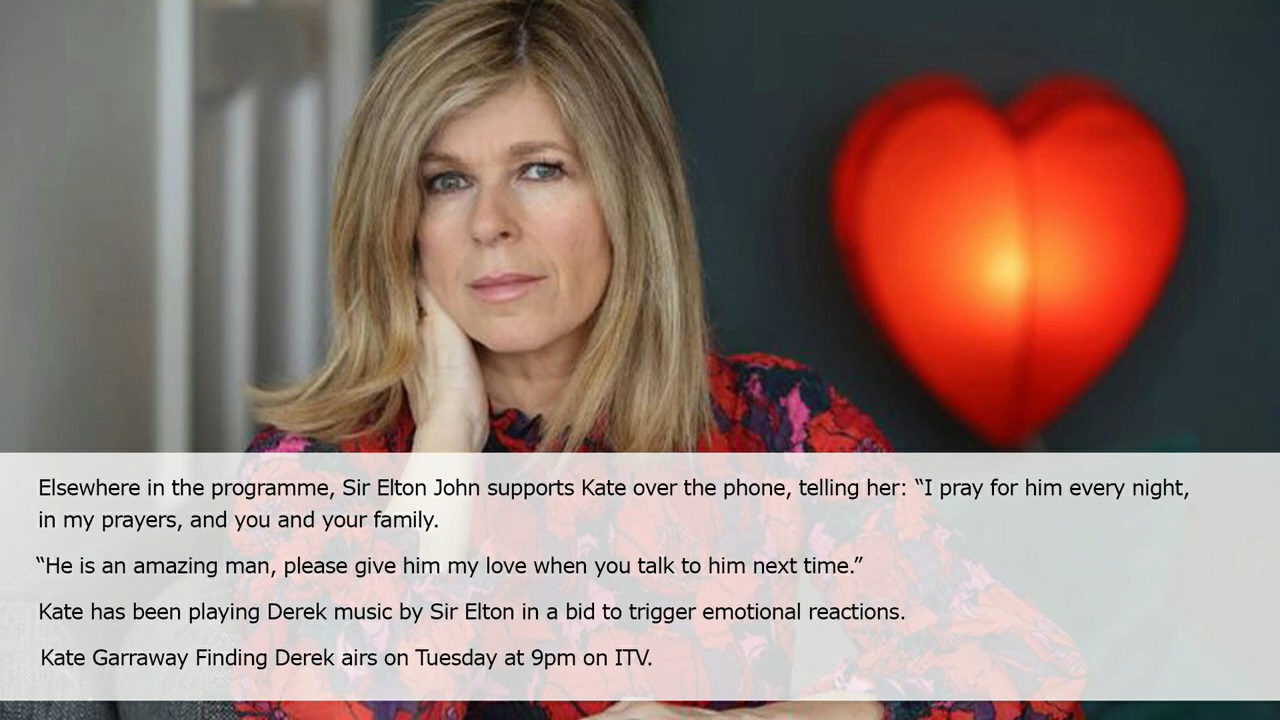 Elsewhere in the programme, Sir Elton John supports Kate over the phone, telling her: “I pray for him every night,
in my prayers, and you and your family.
“He is an amazing man, please give him my love when you talk to him next time.”
Kate has been playing Derek music by Sir Elton in a bid to trigger emotional reactions.
Kate Garraway Finding Derek airs on Tuesday at 9pm on ITV.